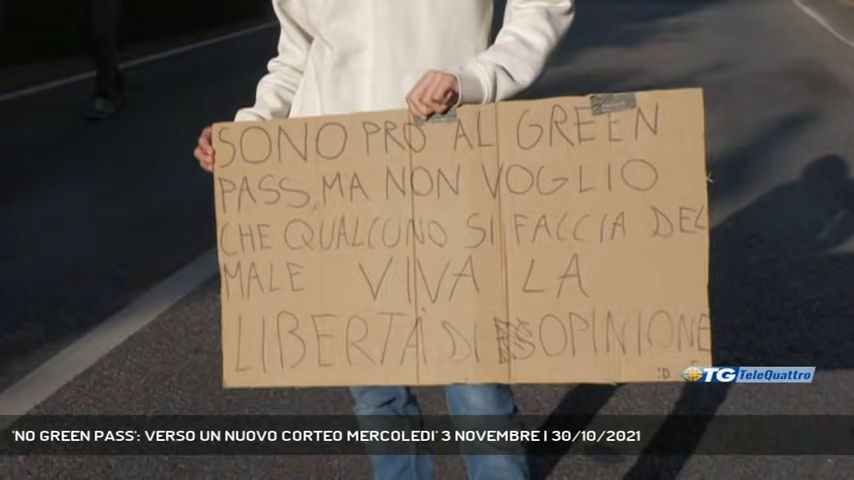 SONO PRO AL GREEN
PASS, MA NON VOGLIO
CHE QUALCUNO SI FACCIA DEL
MALE VIVA LA
LIBERTÀ DI OPINIONE
TG TeleQuattro
'NO GREEN PASS': VERSO UN NUOVO CORTEO MERCOLEDI' 3 NOVEMBRE | 30/10/2021